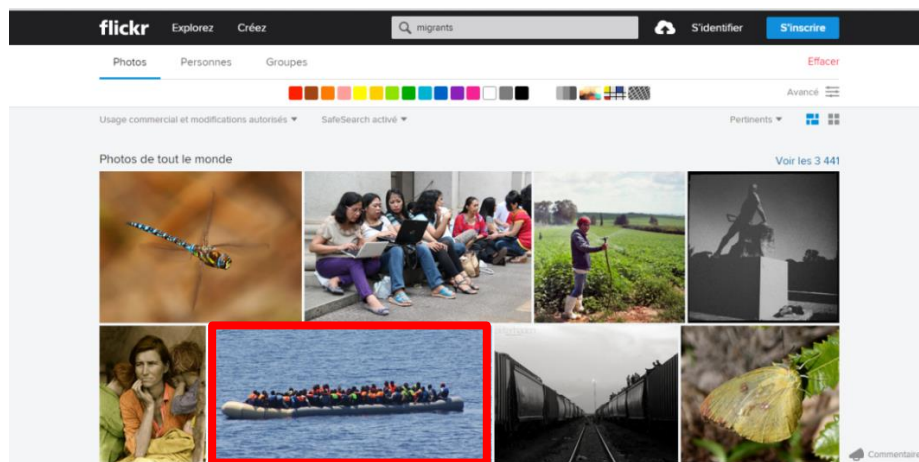 flickr Explorez Créez migrants S'identifier S'inscrire
Photos Personnes Groupes Effacer
Avancé
Usage commercial et modifications autorisés SafeSearch activé Pertinents
Photos de tout le monde Voir les 3 441
Commentaire